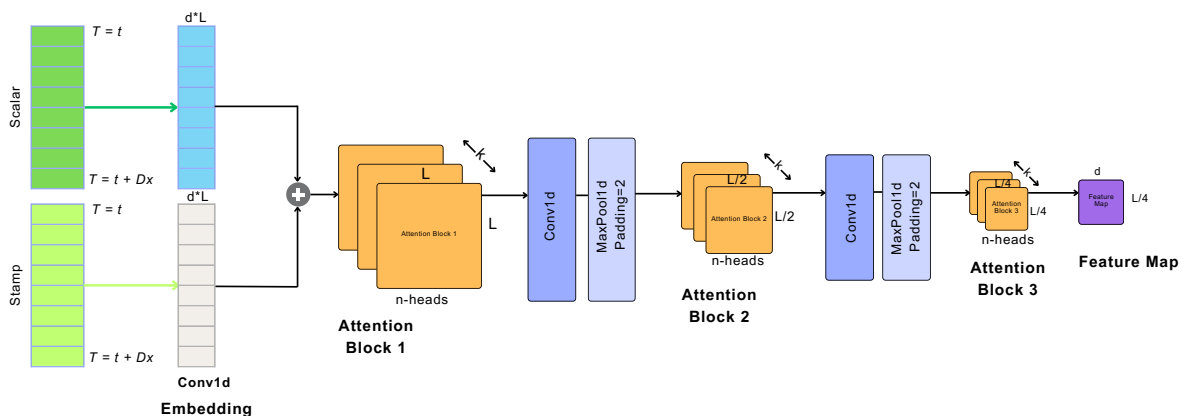 Scalar
T = t
T = t + Dx
d*L
Stamp
T = t
T = t + Dx
d*L
Conv1d
Embedding
k
L
L
Attention Block 1
n-heads
Attention
Block 1
Conv1d
MaxPool1d
Padding=2
k
L/2
L/2
Attention Block 2
n-heads
Attention
Block 2
Conv1d
MaxPool1d
Padding=2
k
L/4
L/4
Attention
Block 3
n-heads
Attention
Block 3
d
Feature
Map
L/4
Feature Map